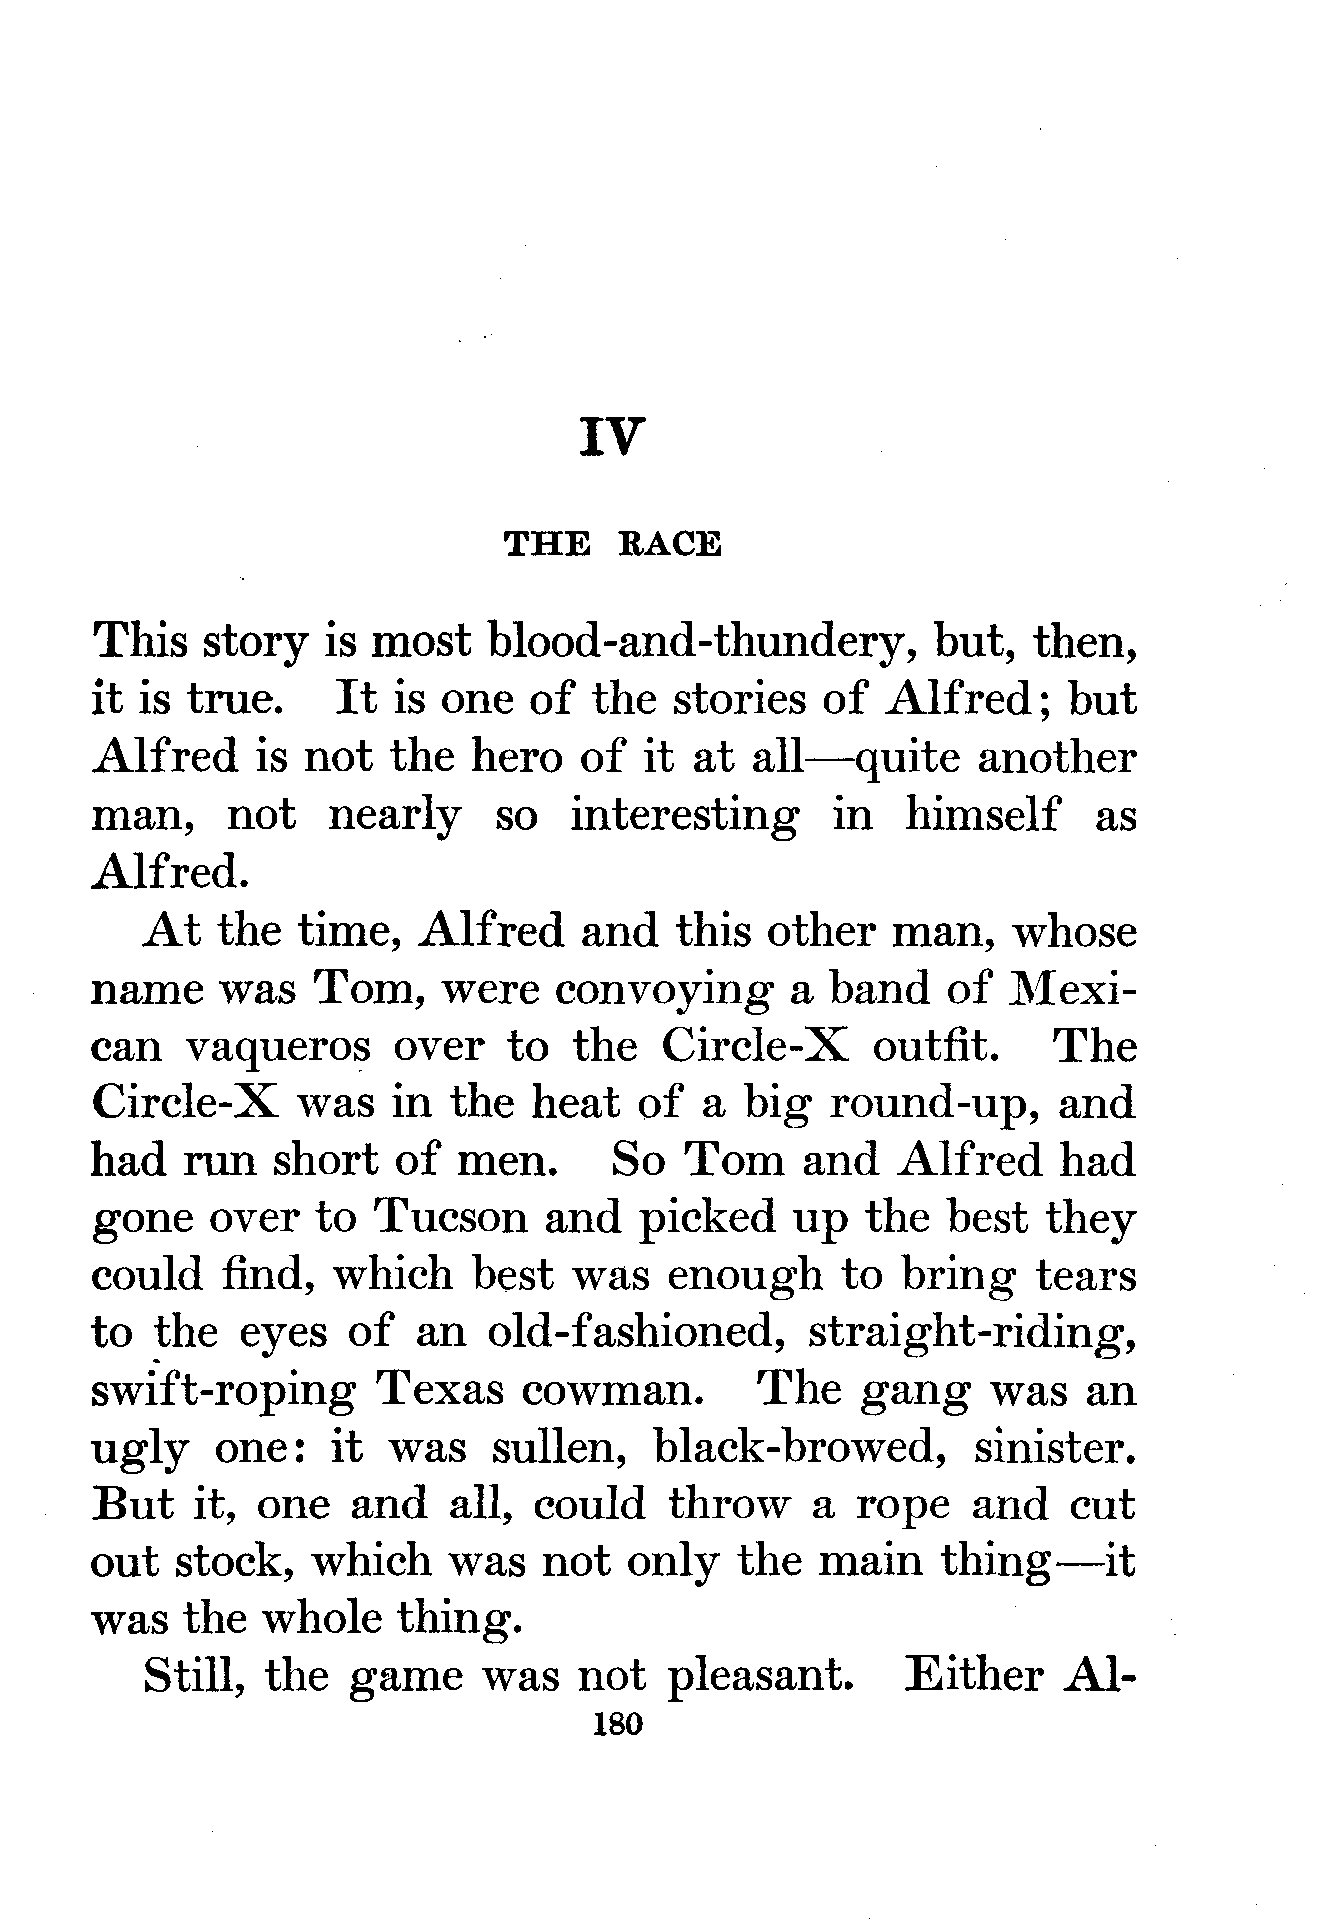 IV
THE RACE
This story is most blood-and-thundery, but, then,
it is true. It is one of the stories of Alfred; but
Alfred is not the hero of it at all—quite another
man, not nearly so interesting in himself as
Alfred.
At the time, Alfred and this other man, whose
name was Tom, were convoying a band of Mexi-
can vaqueros over to the Circle-X outfit. The
Circle-X was in the heat of a big round-up, and
had run short of men. So Tom and Alfred had
gone over to Tucson and picked up the best they
could find, which best was enough to bring tears
to the eyes of an old-fashioned, straight-riding,
swift-roping Texas cowman. The gang was an
ugly one: it was sullen, black-browed, sinister.
But it, one and all, could throw a rope and cut
out stock, which was not only the main thing—it
was the whole thing.
Still, the game was not pleasant. Either Al-
180